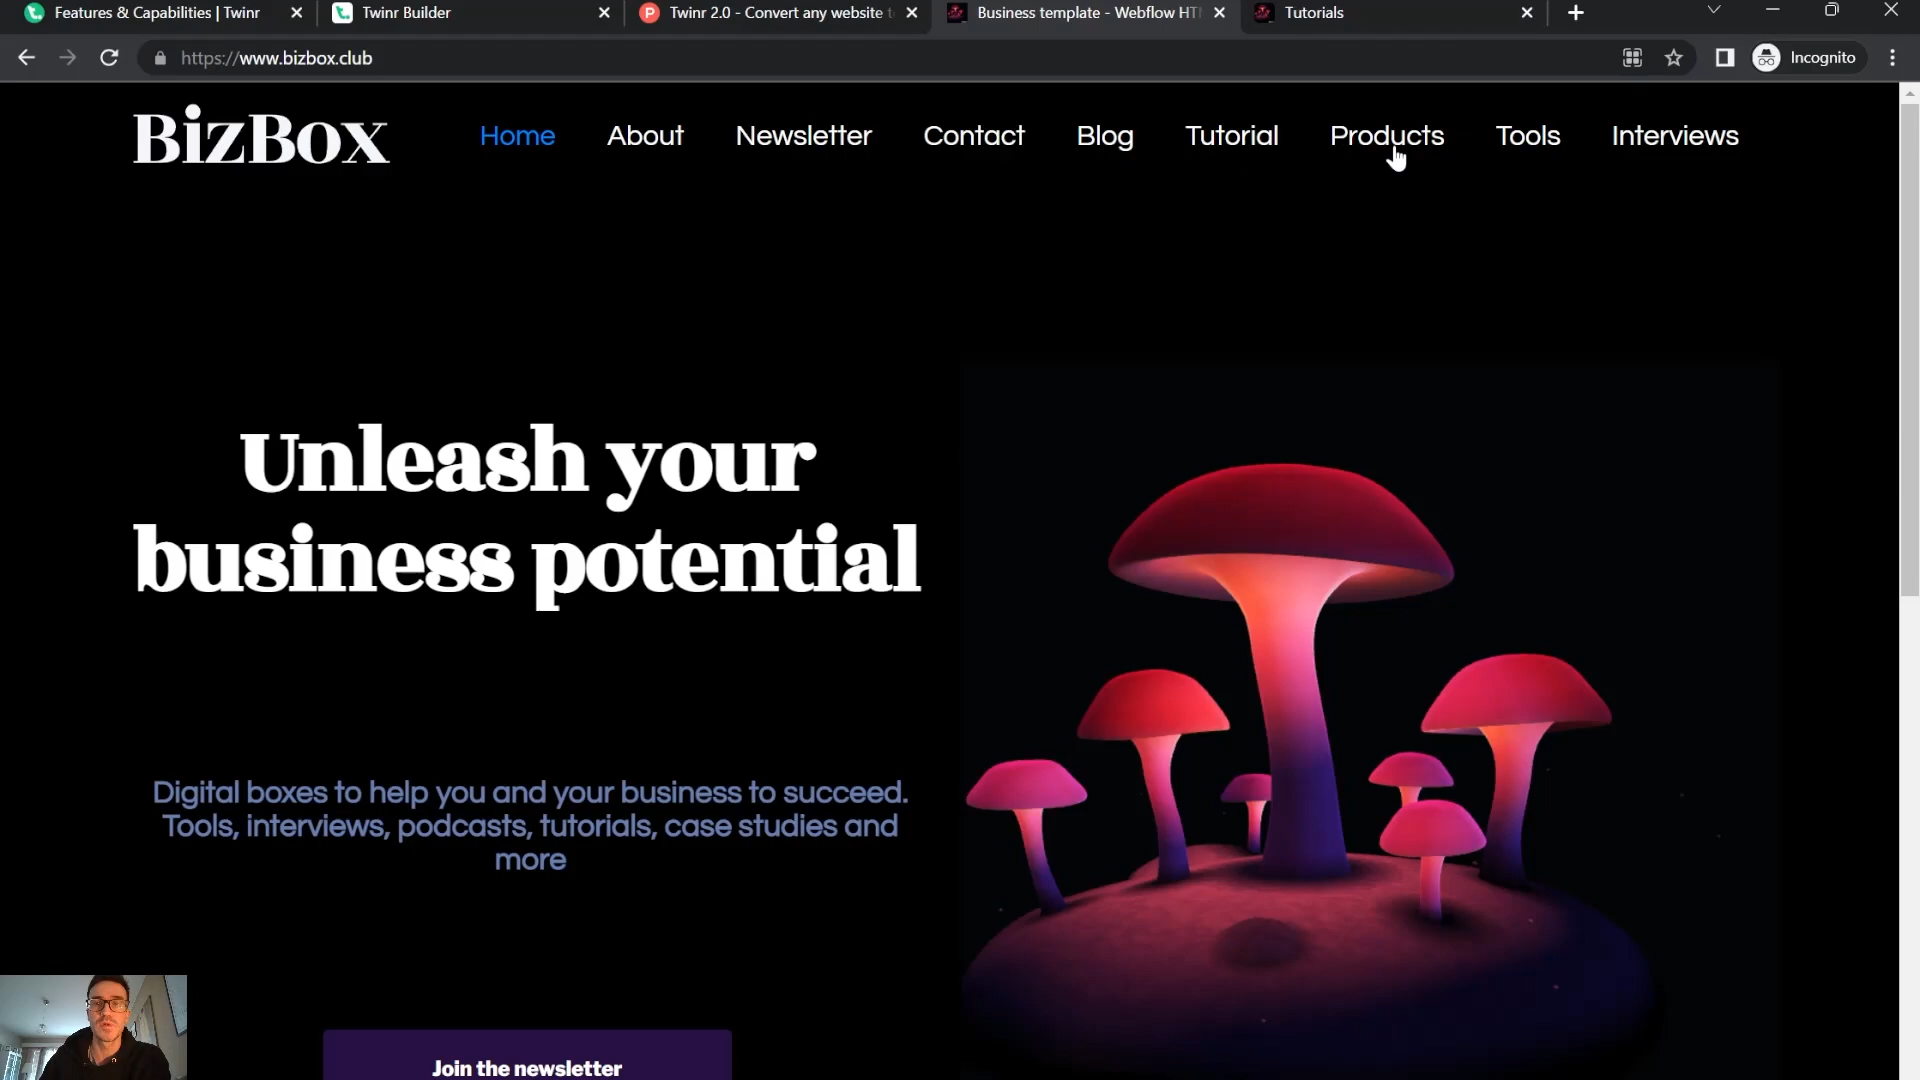 Features & Capabilities | Twinr
Twinr Builder
Twinr 2.0 - Convert any website t
Business template - Webflow HT
Tutorials
https://www.bizbox.club
Incognito
BizBox
Home
About
Newsletter
Contact
Blog
Tutorial
Products
Tools
Interviews
Unleash your
business potential
Digital boxes to help you and your business to succeed.
Tools, interviews, podcasts, tutorials, case studies and
more
Join the newsletter